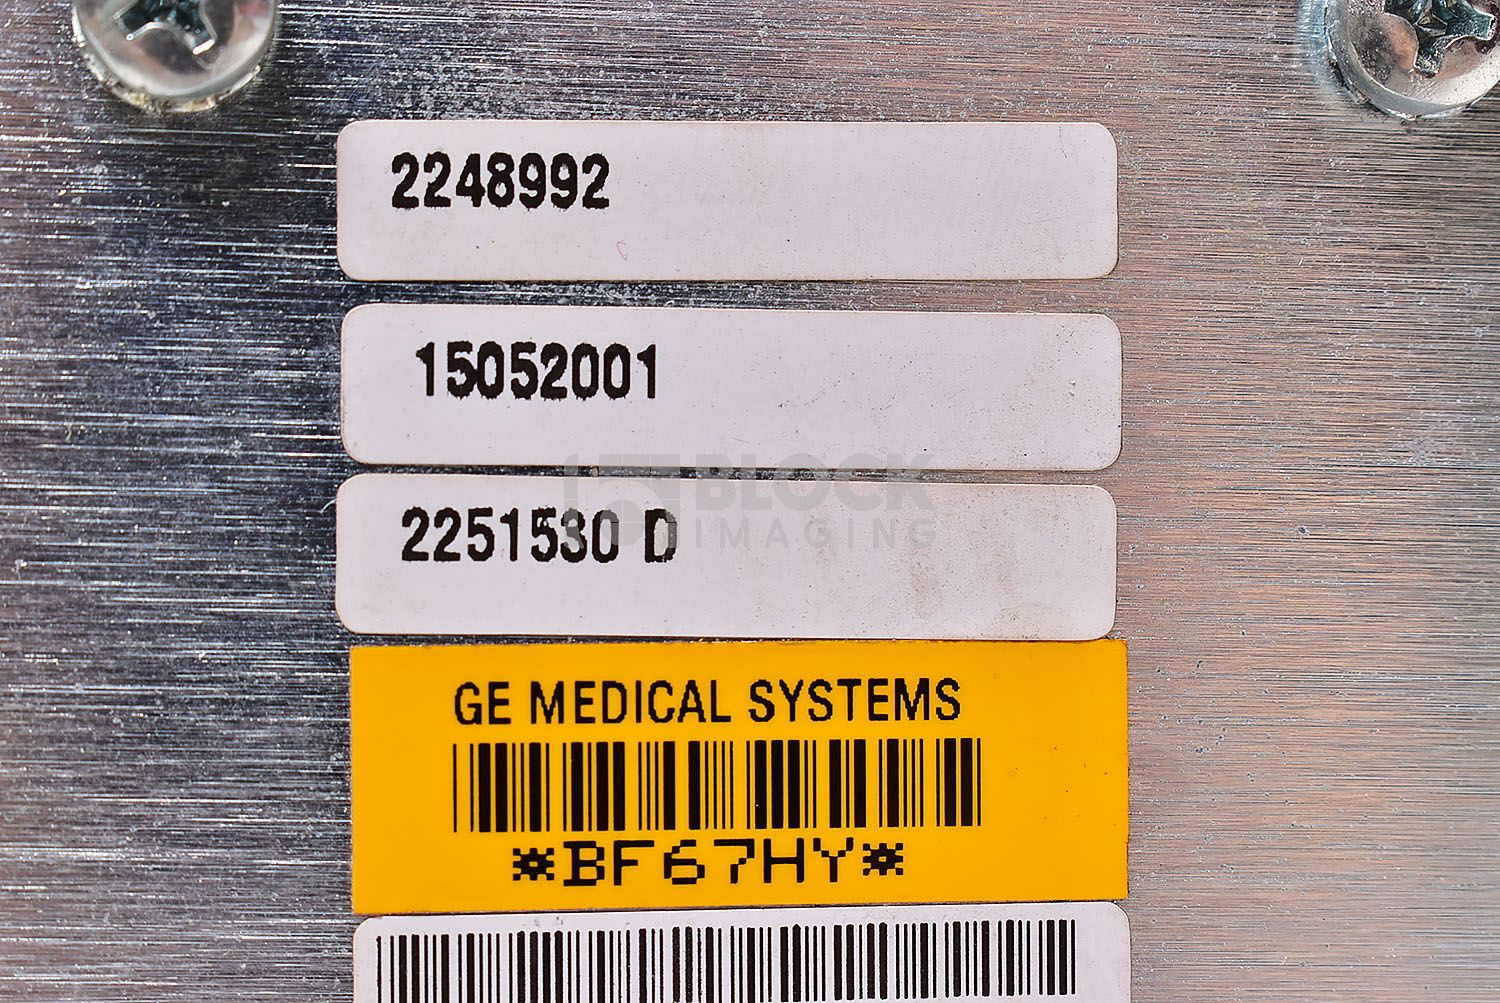 2248992
15052001
2251530 D
BLOCK
IMAGING
GE MEDICAL SYSTEMS
*BF67HY*